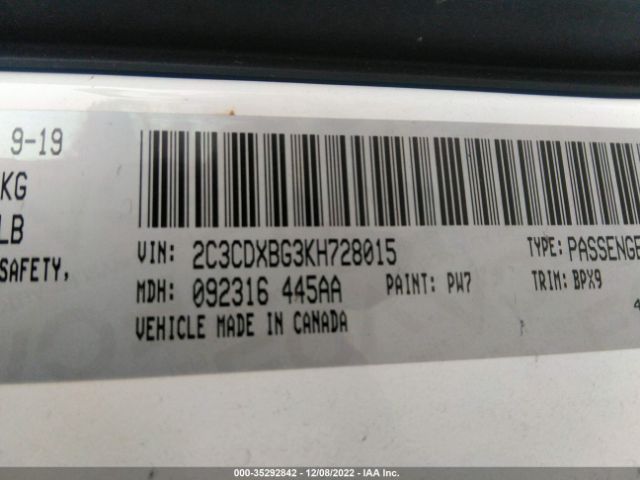 9-19
KG
LB
SAFETY,
VIN: 2C3CDXBG3KH728015
TYPE: PASSENGE
MDH: 092316 445AA
PAINT: PW7
TRIM: BPX9
4
VEHICLE MADE IN CANADA
000-35292842 | 12/08/2022 - IAA Inc.